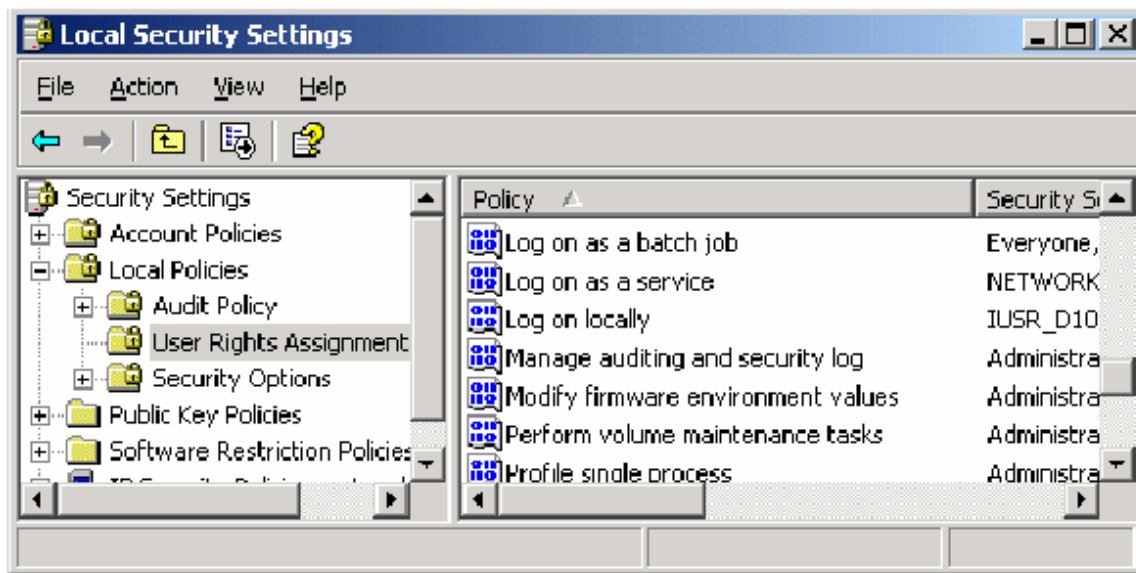 Local Security Settings
File Action View Help
Security Settings
Account Policies
Local Policies
Audit Policy
User Rights Assignment
Security Options
Public Key Policies
Software Restriction Policies
Policy Security S
Log on as a batch job Everyone,
Log on as a service NETWORK
Log on locally IUSR_D10
Manage auditing and security log Administra
Modify firmware environment values Administra
Perform volume maintenance tasks Administra
Profile single process Administra